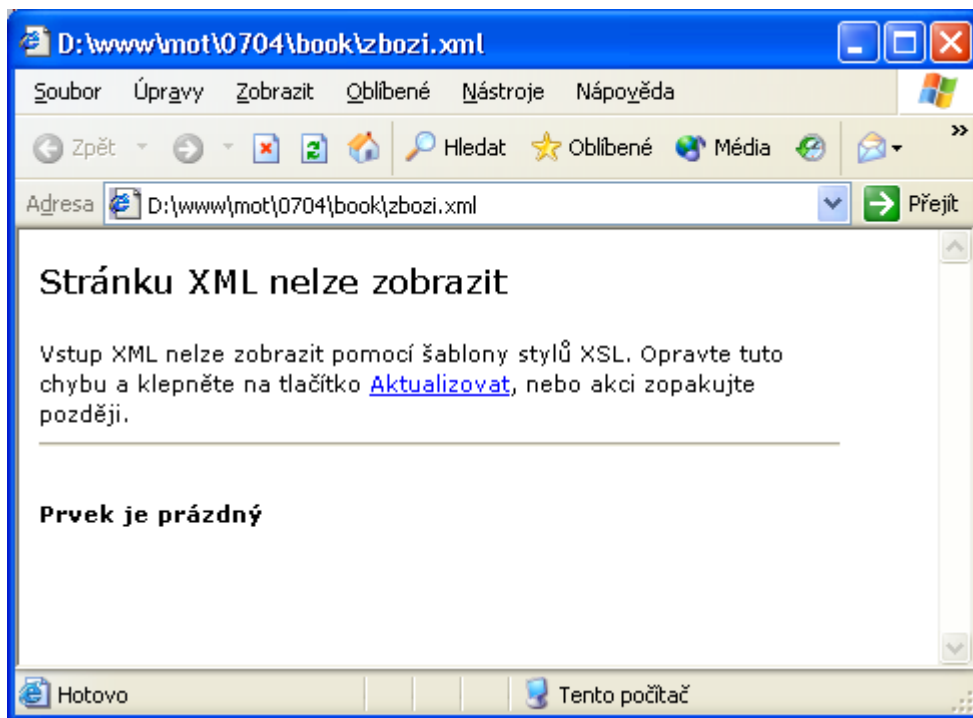 D:\www\mot\0704\book\zbozi.xml
Soubor Úpravy Zobrazit Oblíbené Nástroje Nápověda
Zpět Hledat Oblíbené Média »
Adresa D:\www\mot\0704\book\zbozi.xml Přejít
Stránku XML nelze zobrazit
Vstup XML nelze zobrazit pomocí šablony stylů XSL. Opravte tuto
chybu a klepněte na tlačítko Aktualizovat, nebo akci zopakujte
později.
Prvek je prázdný
Hotovo Tento počítač